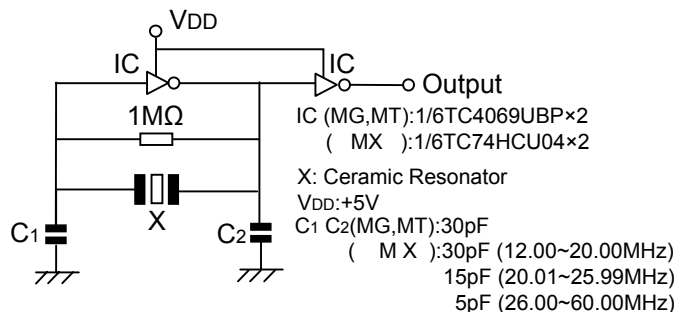 VDD
IC
IC
Output
1MΩ
IC (MG,MT):1/6TC4069UBP×2
( MX ):1/6TC74HCU04×2
X: Ceramic Resonator
X
VDD:+5V
C1
C2
C1 C2(MG,MT):30pF
( M X ):30pF (12.00~20.00MHz)
15pF (20.01~25.99MHz)
5pF (26.00~60.00MHz)